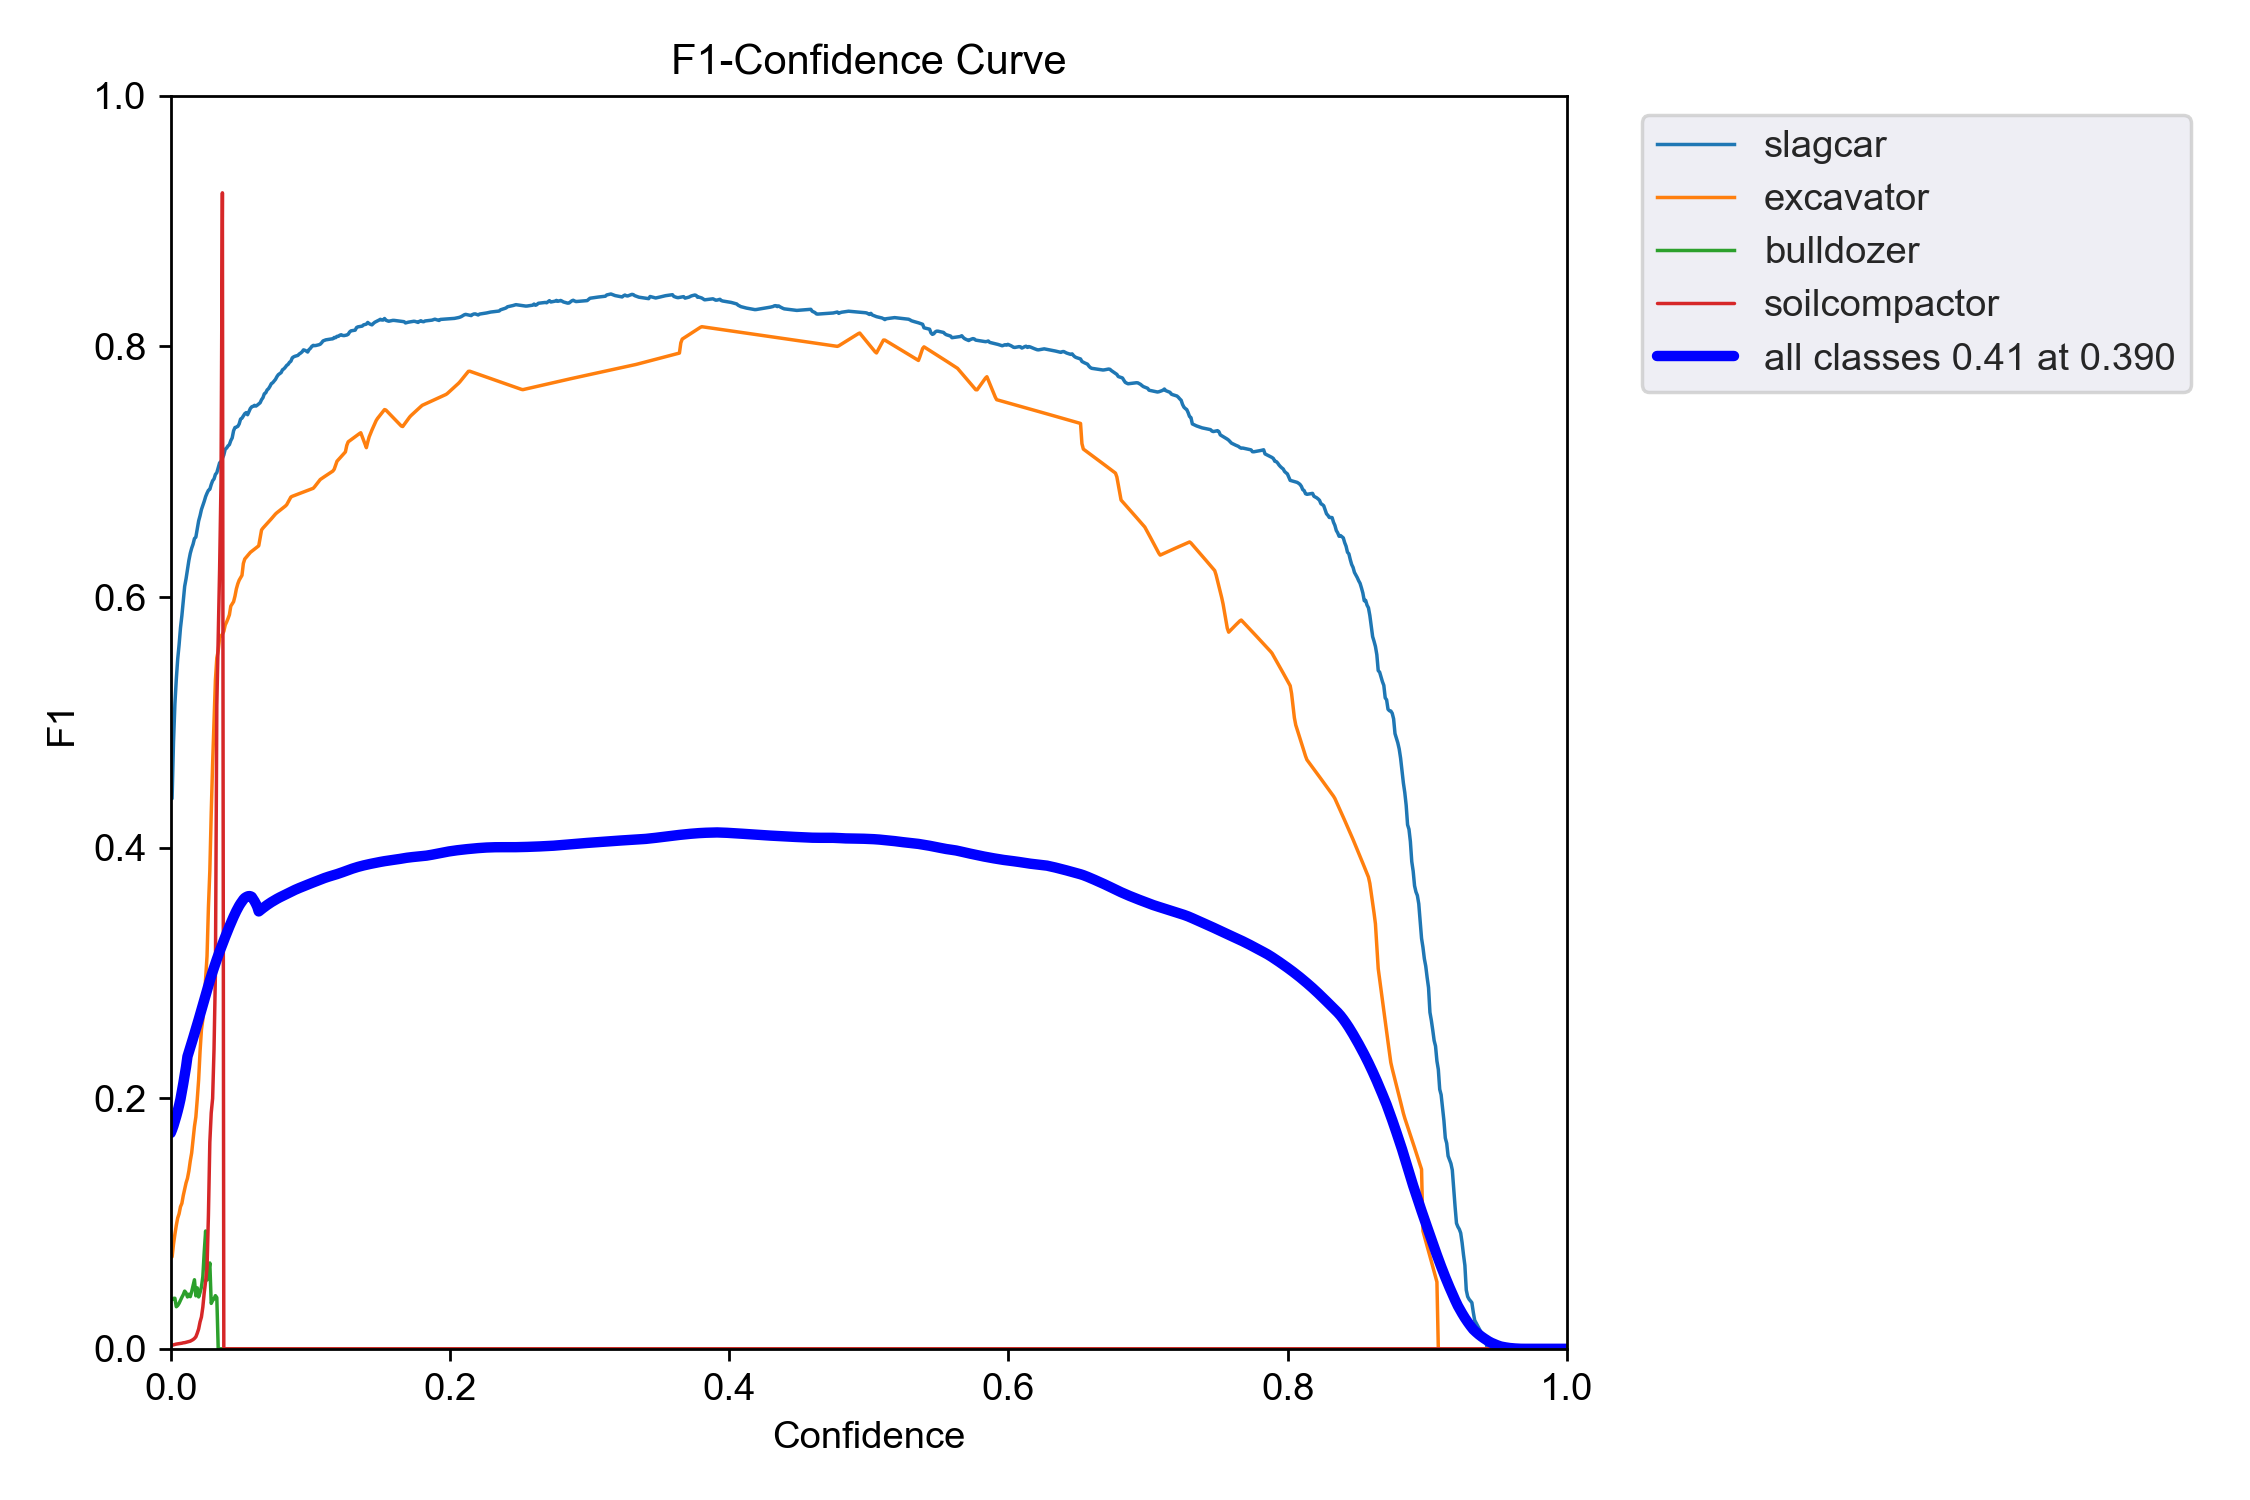 F1-Confidence Curve
1.0
0.8
0.6
0.4
0.2
0.0
F1
0.0 0.2 0.4 0.6 0.8 1.0
Confidence
slagcar
excavator
bulldozer
soilcompactor
all classes 0.41 at 0.390